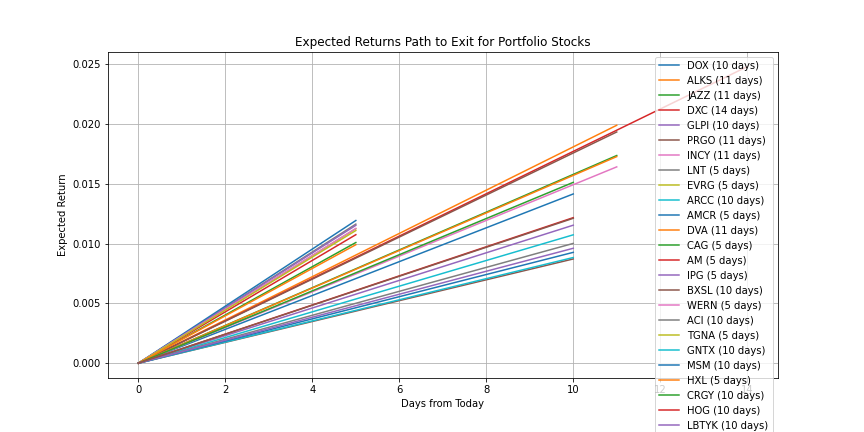 Expected Returns Path to Exit for Portfolio Stocks
Expected Return
0.025
0.020
0.015
0.010
0.005
0.000
0
2
4
6
8
10
12
14
Days from Today
DOX (10 days)
ALKS (11 days)
JAZZ (11 days)
DXC (14 days)
GLPI (10 days)
PRGO (11 days)
INCY (11 days)
LNT (5 days)
EVRG (5 days)
ARCC (10 days)
AMCR (5 days)
DVA (11 days)
CAG (5 days)
AM (5 days)
IPG (5 days)
BXSL (10 days)
WERN (5 days)
ACI (10 days)
TGNA (5 days)
GNTX (10 days)
MSM (10 days)
HXL (5 days)
CRGY (10 days)
HOG (10 days)
LBTYK (10 days)